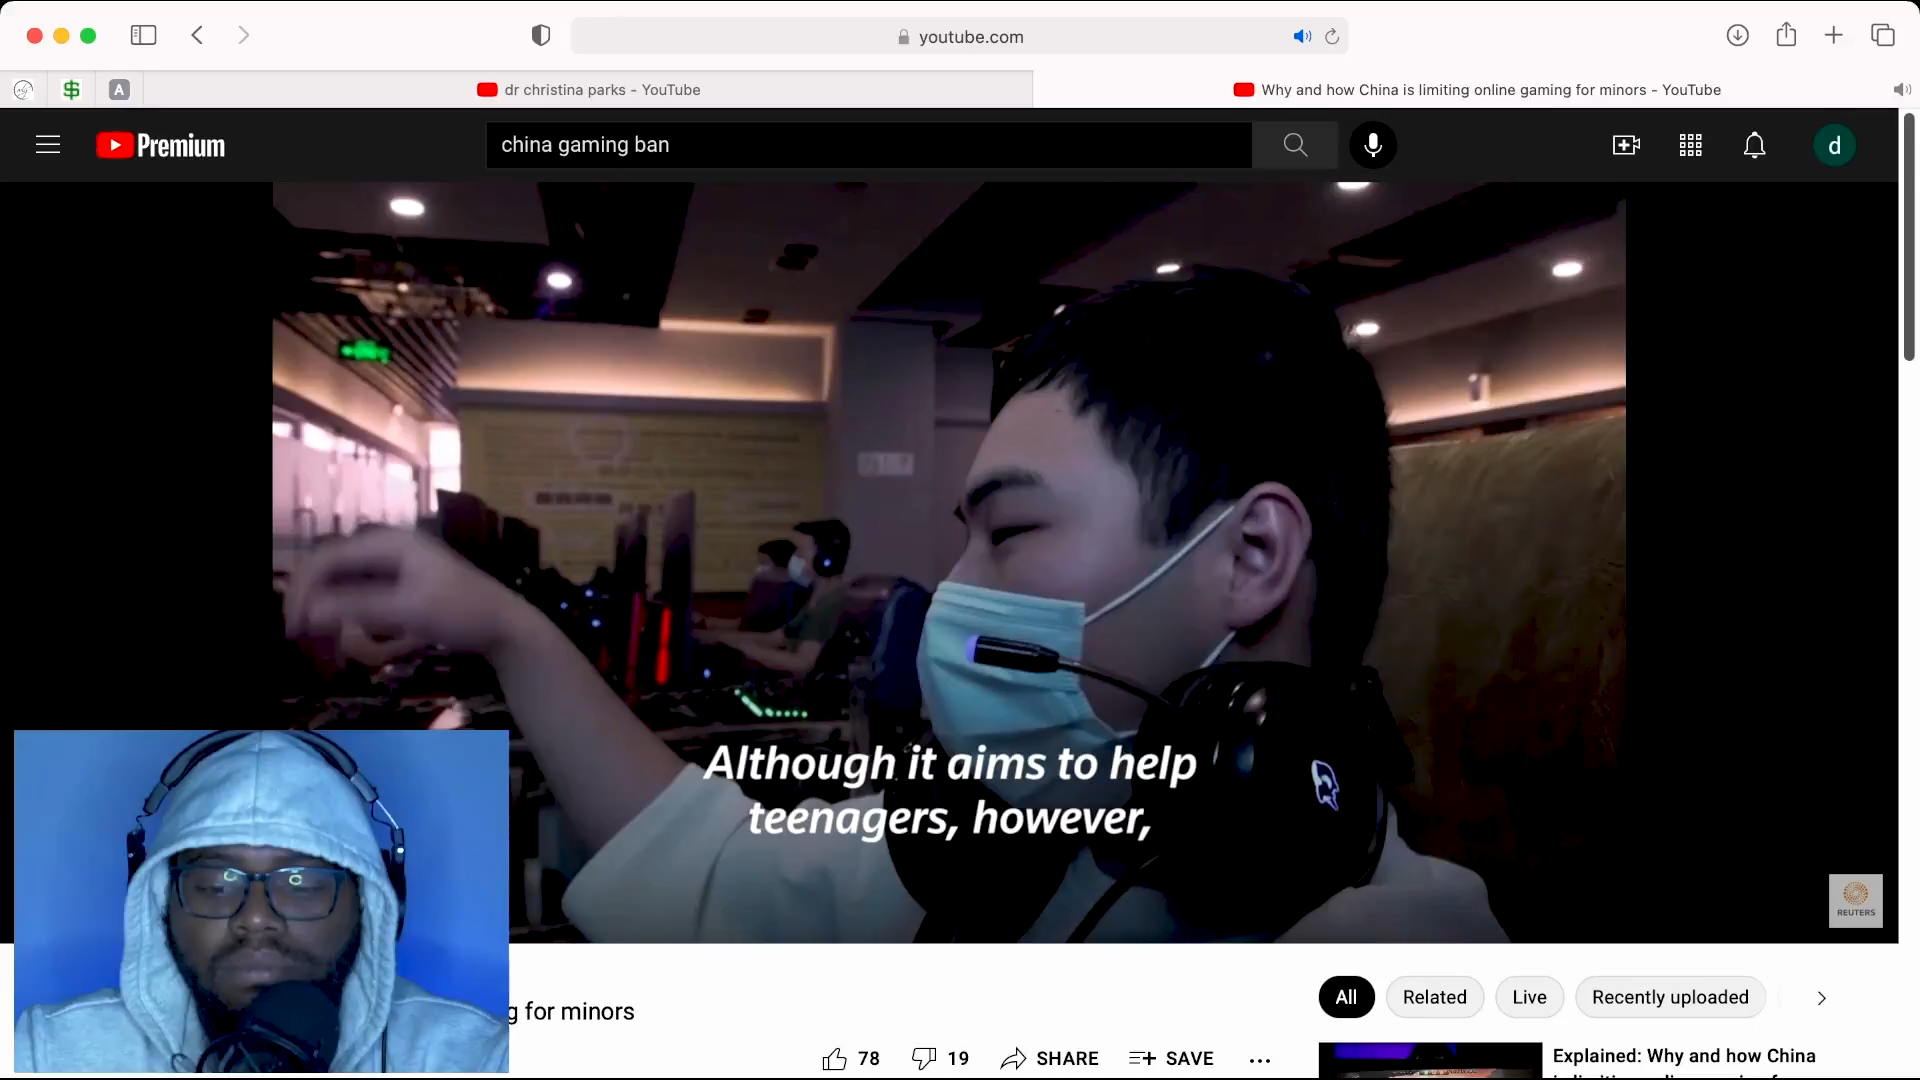 youtube.com
A
dr christina parks - YouTube
Why and how China is limiting online gaming for minors - YouTube
Premium
china gaming ban
d
Although it aims to help
teenagers, however,
REUTERS
g for minors
78
19
SHARE
SAVE
All
Related
Live
Recently uploaded
Explained: Why and how China